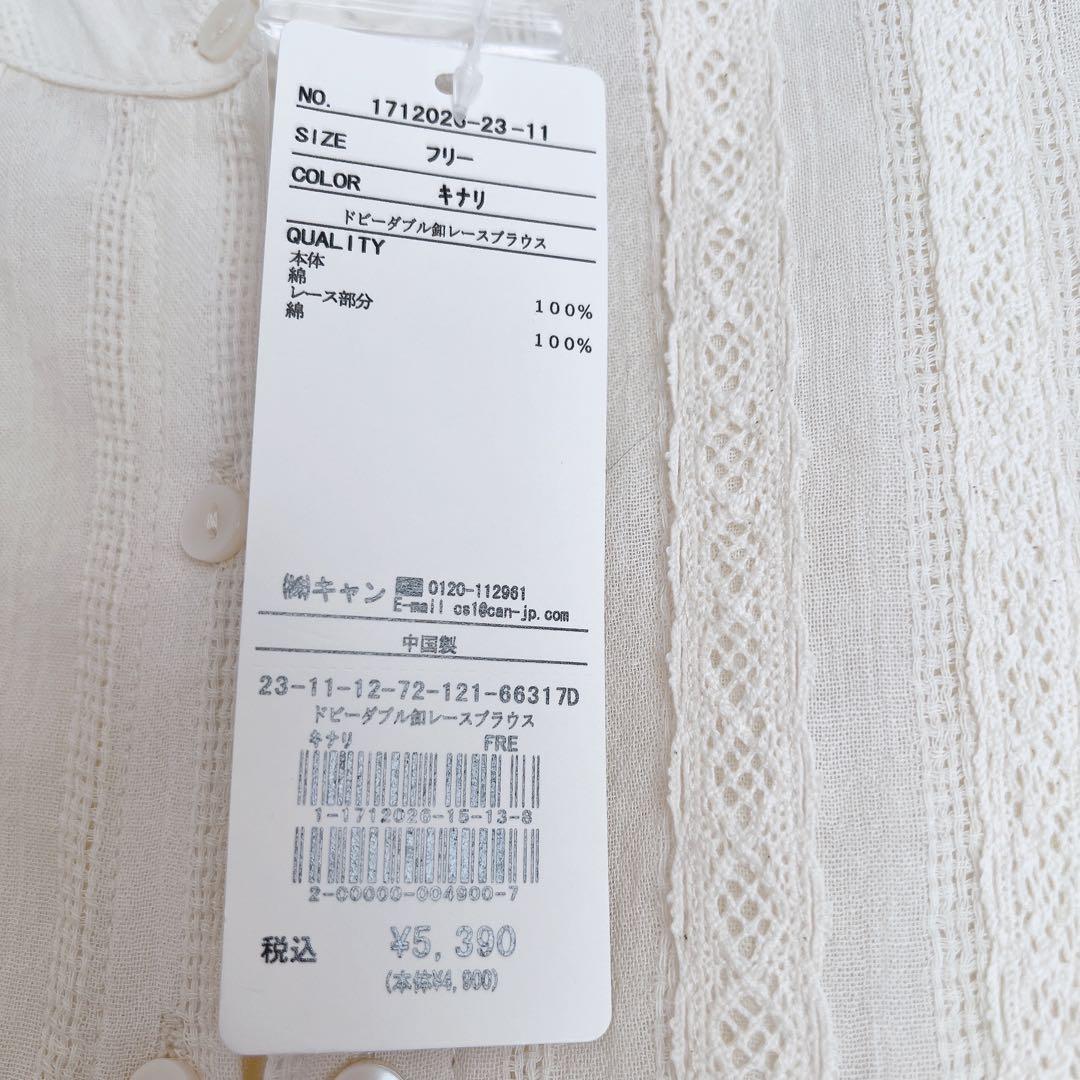 NO. 1712026-23-11
SIZE フリー
COLOR キナリ
ドビーダブル釦レースブラウス
QUALITY
本体
綿 100%
レース部分
綿 100%
㈱キャン 0120-112961
E-mail cs1@can-jp.com
中国製
23-11-12-72-121-66317D
ドビーダブル釦レースブラウス
キナリ FRE
1-1712026-15-13-8
2-00000-004900-7
税込 ¥5,390
(本体¥4,900)